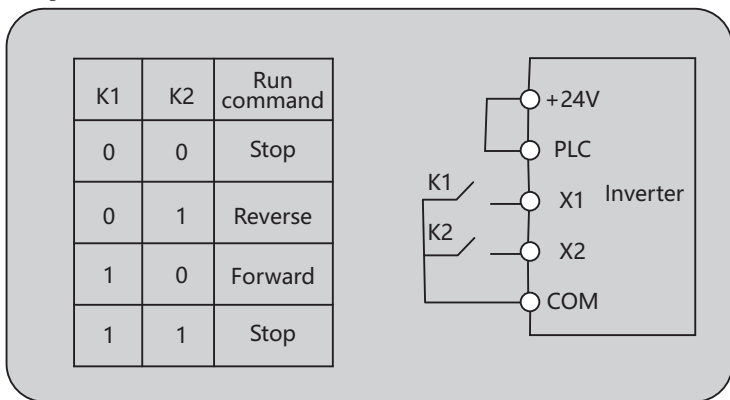 K1 K2 Run command
0 0 Stop
0 1 Reverse
1 0 Forward
1 1 Stop
+24V
PLC
K1
X1 Inverter
K2
X2
COM